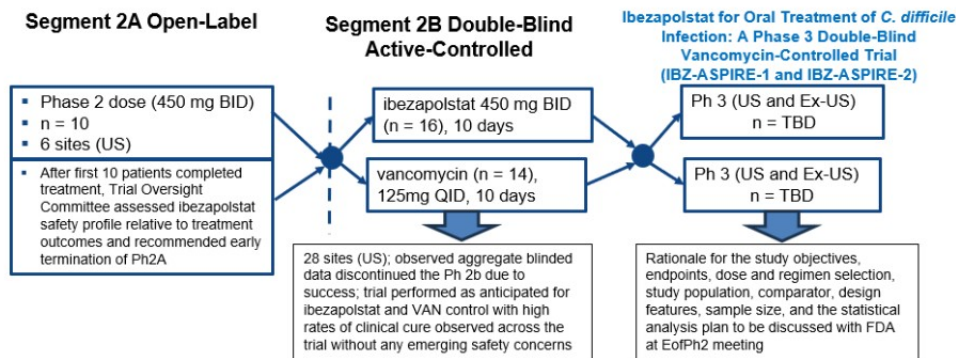 Segment 2A Open-Label
Phase 2 dose (450 mg BID)
n = 10
6 sites (US)
After first 10 patients completed
treatment, Trial Oversight
Committee assessed ibezapolstat
safety profile relative to treatment
outcomes and recommended early
termination of Ph2A
Segment 2B Double-Blind
Active-Controlled
ibezapolstat 450 mg BID
(n = 16), 10 days
vancomycin (n = 14),
125mg QID, 10 days
28 sites (US); observed aggregate blinded
data discontinued the Ph 2b due to
success; trial performed as anticipated for
ibezapolstat and VAN control with high
rates of clinical cure observed across the
trial without any emerging safety concerns
Ibezapolstat for Oral Treatment of C. difficile
Infection: A Phase 3 Double-Blind
Vancomycin-Controlled Trial
(IBZ-ASPIRE-1 and IBZ-ASPIRE-2)
Ph 3 (US and Ex-US)
n = TBD
Ph 3 (US and Ex-US)
n = TBD
Rationale for the study objectives,
endpoints, dose and regimen selection,
study population, comparator, design
features, sample size, and the statistical
analysis plan to be discussed with FDA
at EofPh2 meeting